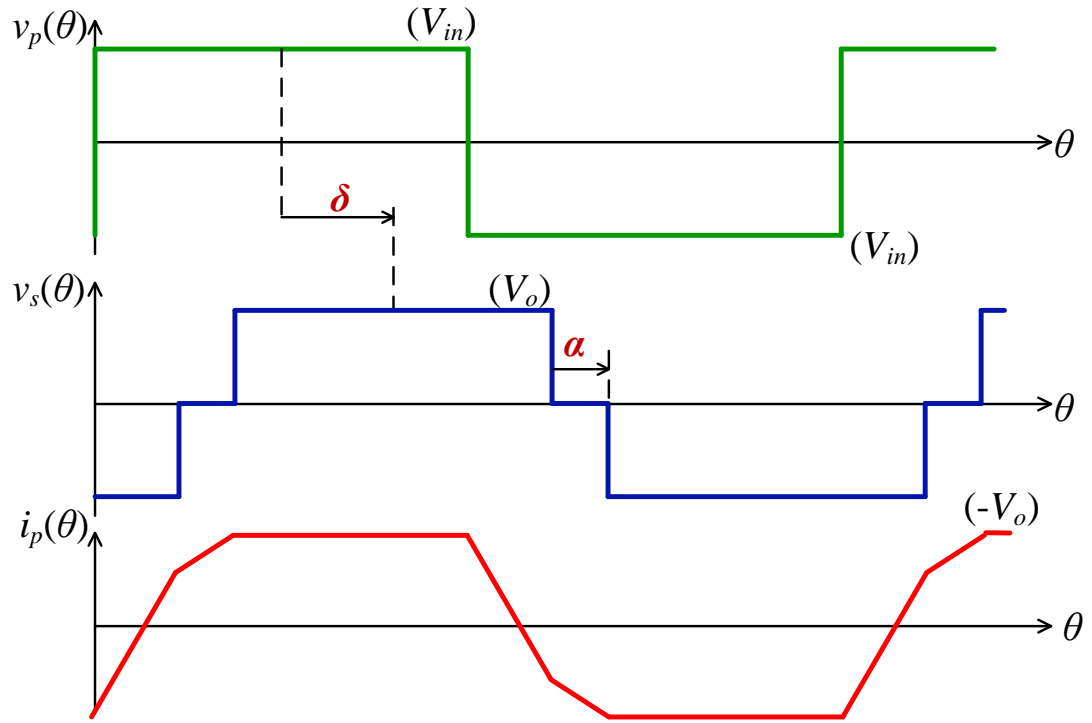 v_p(θ)
(V_in)
θ
δ
(V_in)
v_s(θ)
(V_o)
α
θ
i_p(θ)
(-V_o)
θ